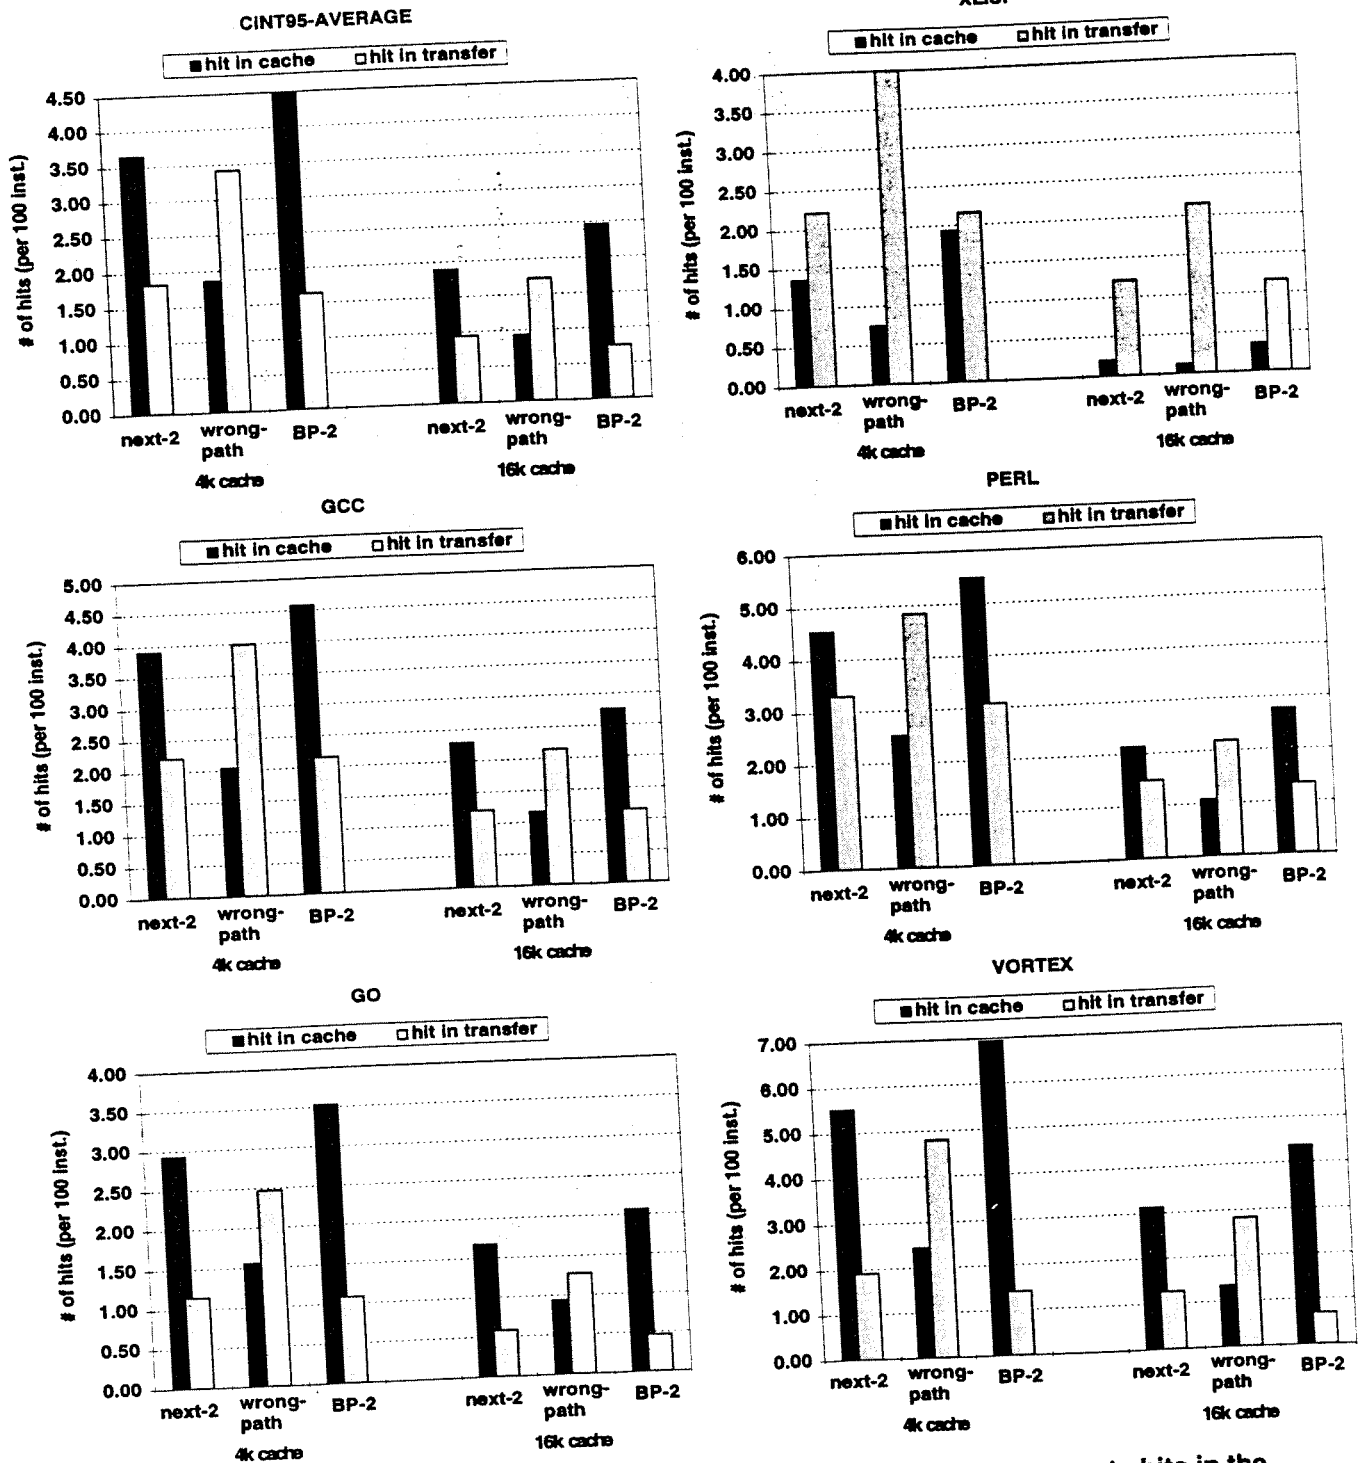 CINT95-AVERAGE
hit in cache hit in transfer
# of hits (per 100 inst.)
4.50
4.00
3.50
3.00
2.50
2.00
1.50
1.00
0.50
0.00
next-2
wrong-path
BP-2
next-2
wrong-path
BP-2
4k cache
16k cache
hit in cache hit in transfer
# of hits (per 100 inst.)
4.00
3.50
3.00
2.50
2.00
1.50
1.00
0.50
0.00
next-2
wrong-path
BP-2
next-2
wrong-path
BP-2
4k cache
16k cache
GCC
hit in cache hit in transfer
# of hits (per 100 inst.)
5.00
4.50
4.00
3.50
3.00
2.50
2.00
1.50
1.00
0.50
0.00
next-2
wrong-path
BP-2
next-2
wrong-path
BP-2
4k cache
16k cache
PERL
hit in cache hit in transfer
# of hits (per 100 inst.)
6.00
5.00
4.00
3.00
2.00
1.00
0.00
next-2
wrong-path
BP-2
next-2
wrong-path
BP-2
4k cache
16k cache
GO
hit in cache hit in transfer
# of hits (per 100 inst.)
4.00
3.50
3.00
2.50
2.00
1.50
1.00
0.50
0.00
next-2
wrong-path
BP-2
next-2
wrong-path
BP-2
4k cache
16k cache
VORTEX
hit in cache hit in transfer
# of hits (per 100 inst.)
7.00
6.00
5.00
4.00
3.00
2.00
1.00
0.00
next-2
wrong-path
BP-2
next-2
wrong-path
BP-2
4k cache
16k cache
hits in the